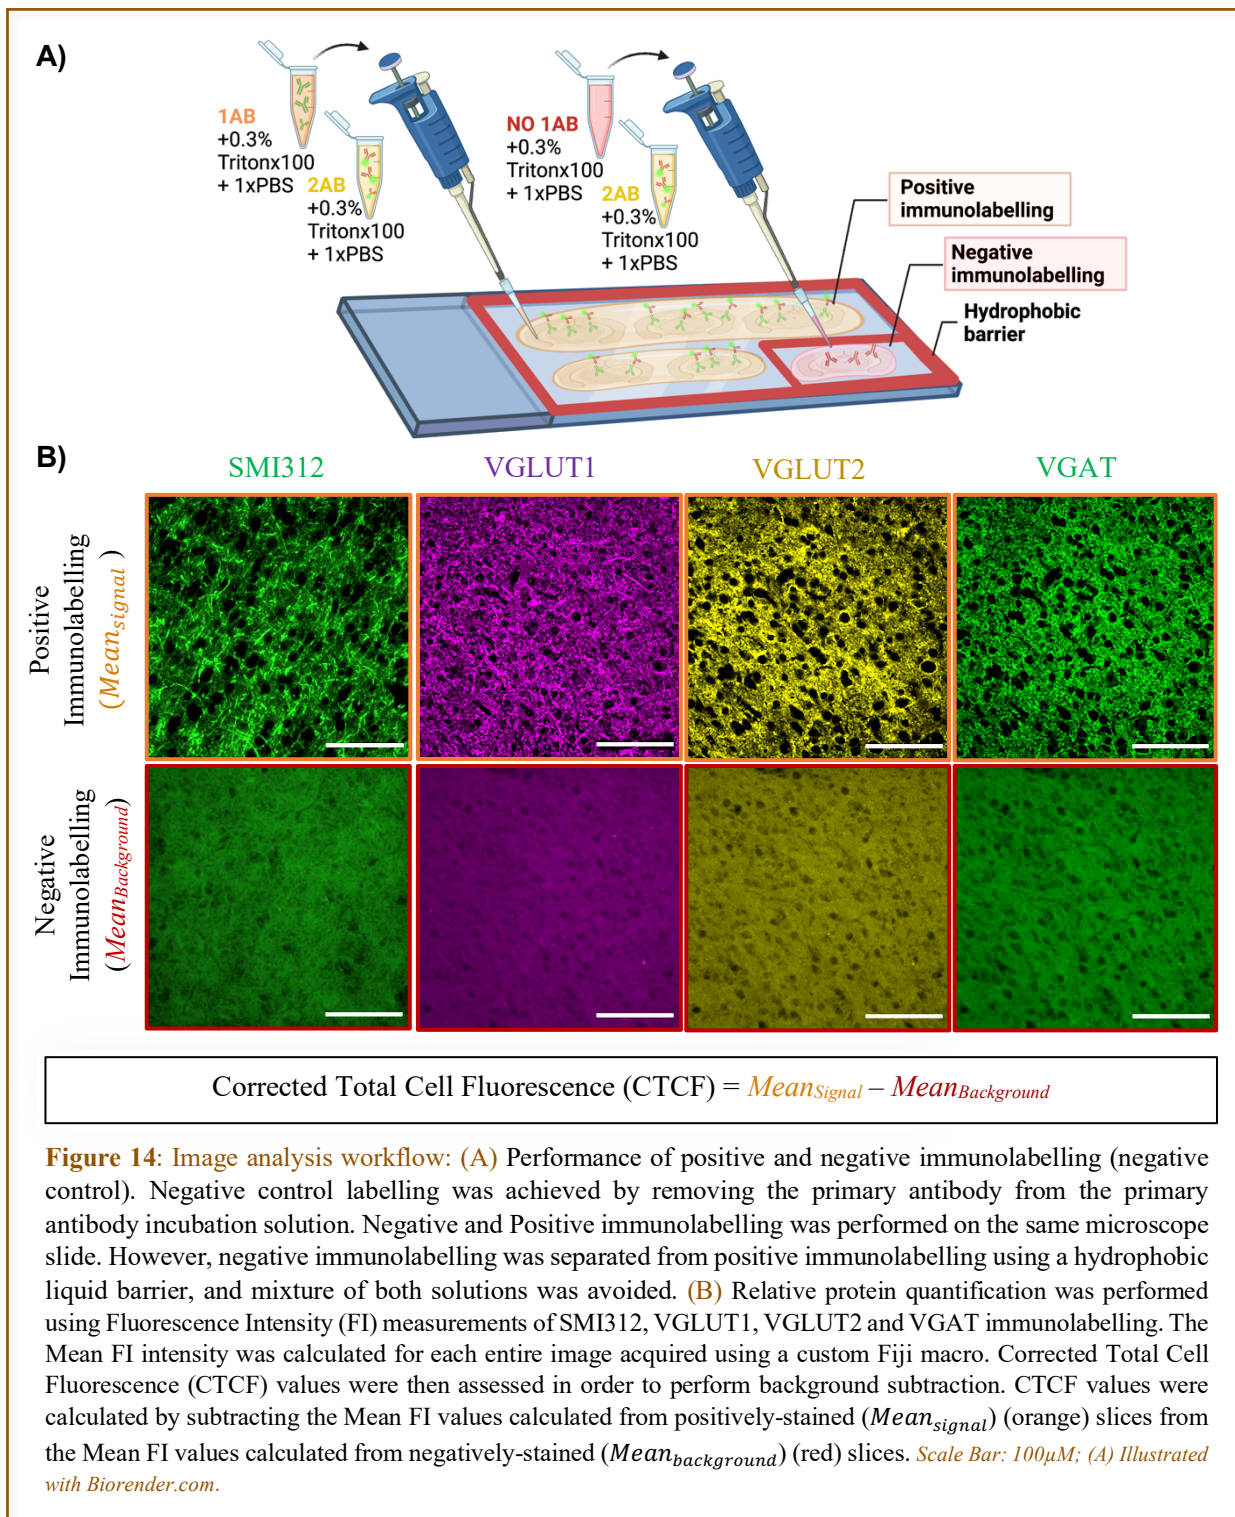 A)
1AB
+0.3%
Tritonx100
+ 1xPBS
2AB
+0.3%
Tritonx100
+ 1xPBS
NO 1AB
+0.3%
Tritonx100
+ 1xPBS
2AB
+0.3%
Tritonx100
+ 1xPBS
Positive
immunolabelling
Negative
immunolabelling
Hydrophobic
barrier
B)
SMI312
VGLUT1
VGLUT2
VGAT
Positive
Immunolabelling
(Mean_signal)
Negative
Immunolabelling
(Mean_Background)
Corrected Total Cell Fluorescence (CTCF) = Mean_Signal – Mean_Background
Figure 14: Image analysis workflow: (A) Performance of positive and negative immunolabelling (negative
control). Negative control labelling was achieved by removing the primary antibody from the primary
antibody incubation solution. Negative and Positive immunolabelling was performed on the same microscope
slide. However, negative immunolabelling was separated from positive immunolabelling using a hydrophobic
liquid barrier, and mixture of both solutions was avoided. (B) Relative protein quantification was performed
using Fluorescence Intensity (FI) measurements of SMI312, VGLUT1, VGLUT2 and VGAT immunolabelling. The
Mean FI intensity was calculated for each entire image acquired using a custom Fiji macro. Corrected Total Cell
Fluorescence (CTCF) values were then assessed in order to perform background subtraction. CTCF values were
calculated by subtracting the Mean FI values calculated from positively-stained (Mean_signal) (orange) slices from
the Mean FI values calculated from negatively-stained (Mean_background) (red) slices. Scale Bar: 100µM; (A) Illustrated
with Biorender.com.